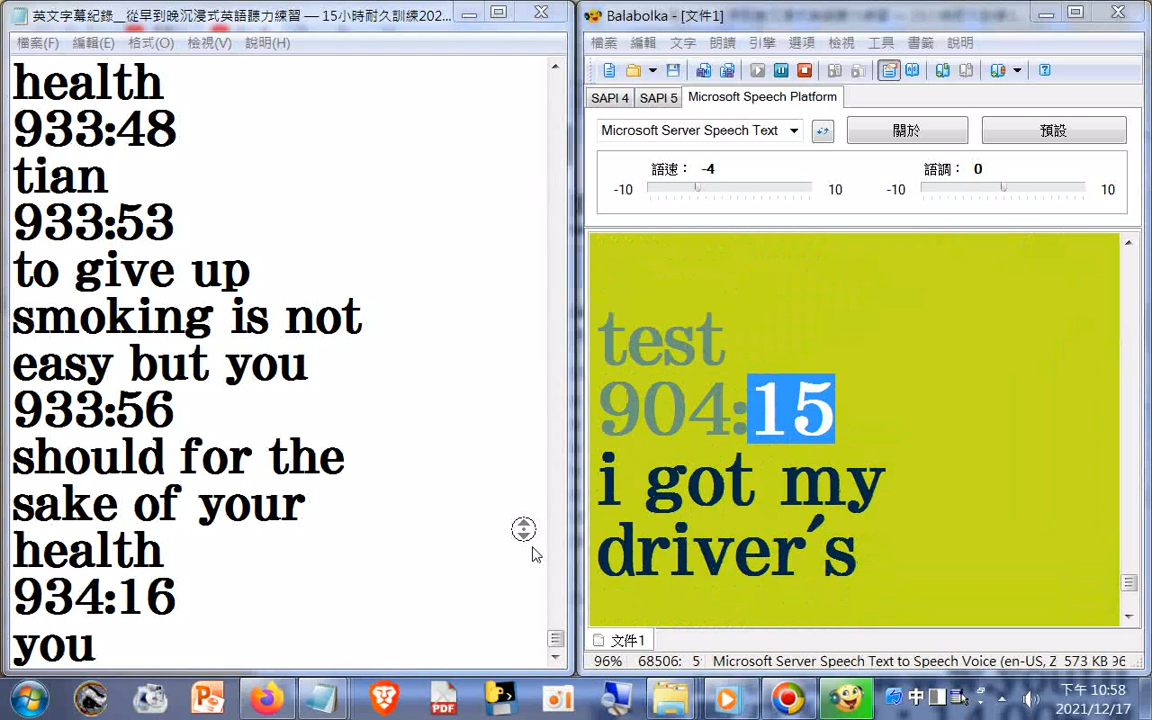 英文字幕紀錄__從早到晚沉浸式英語聽力練習 — 15小時耐久訓練202...
檔案(F) 編輯(E) 格式(O) 檢視(V) 說明(H)
health
933:48
tian
933:53
to give up
smoking is not
easy but you
933:56
should for the
sake of your
health
934:16
you
Balabolka - [文件1]
檔案 編輯 文字 朗讀 引擎 選項 檢視 工具 書籤 說明
SAPI 4 SAPI 5 Microsoft Speech Platform
Microsoft Server Speech Text 關於 預設
語速： -4 語調： 0
-10 10 -10 10
test
904:15
i got my
driver's
文件1
96% 68506: 5 Microsoft Server Speech Text to Speech Voice (en-US, Z 573 KB 96
PDF 中 下午 10:58
2021/12/17